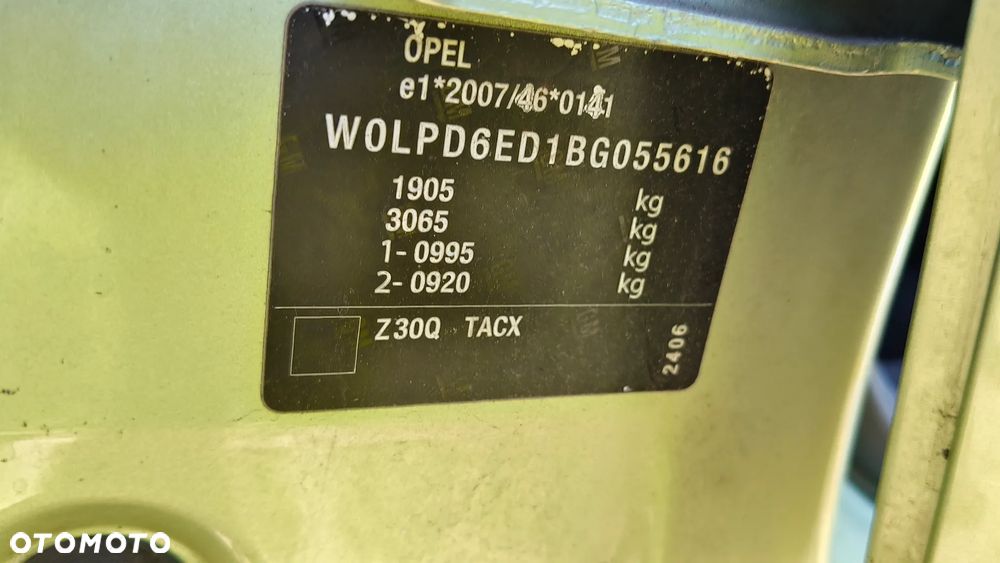 OPEL
e1*2007/46*0141
W0LPD6ED1BG055616
1905 kg
3065 kg
1- 0995 kg
2- 0920 kg
Z30Q TACX
2406
OTOMOTO